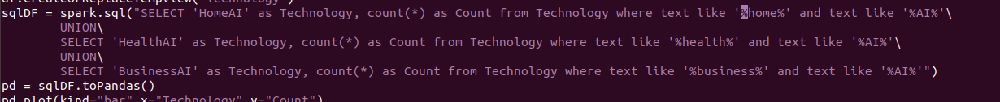 df.createOrReplaceTempView("Technology")
sqlDF = spark.sql("SELECT 'HomeAI' as Technology, count(*) as Count from Technology where text like '%home%' and text like '%AI%'\
UNION\
SELECT 'HealthAI' as Technology, count(*) as Count from Technology where text like '%health%' and text like '%AI%'\
UNION\
SELECT 'BusinessAI' as Technology, count(*) as Count from Technology where text like '%business%' and text like '%AI%'")
pd = sqlDF.toPandas()
pd.plot(kind="bar", x="Technology", y="Count")